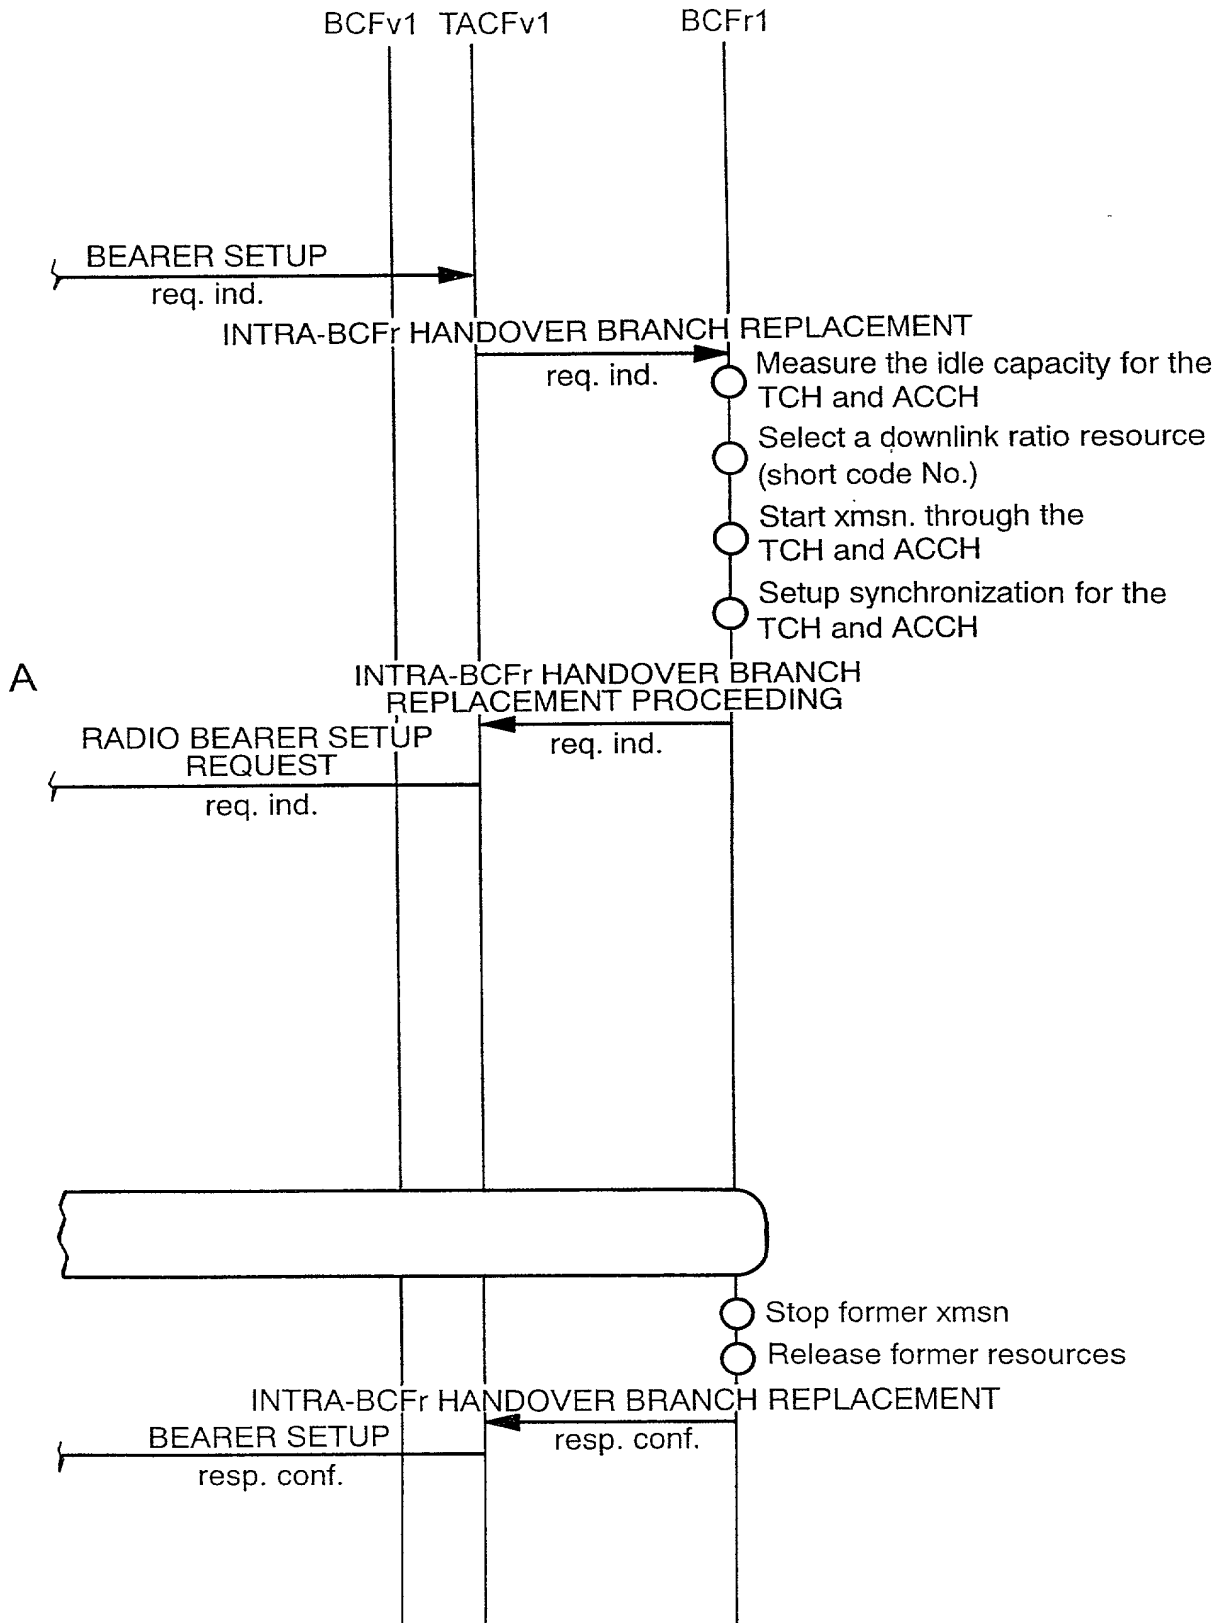 BCFv1 TACFv1 BCFr1
BEARER SETUP
req. ind.
INTRA-BCFr HANDOVER BRANCH REPLACEMENT
req. ind.
Measure the idle capacity for the
TCH and ACCH
Select a downlink ratio resource
(short code No.)
Start xmsn. through the
TCH and ACCH
Setup synchronization for the
TCH and ACCH
A
INTRA-BCFr HANDOVER BRANCH
REPLACEMENT PROCEEDING
req. ind.
RADIO BEARER SETUP
REQUEST
req. ind.
Stop former xmsn
Release former resources
INTRA-BCFr HANDOVER BRANCH REPLACEMENT
resp. conf.
BEARER SETUP
resp. conf.